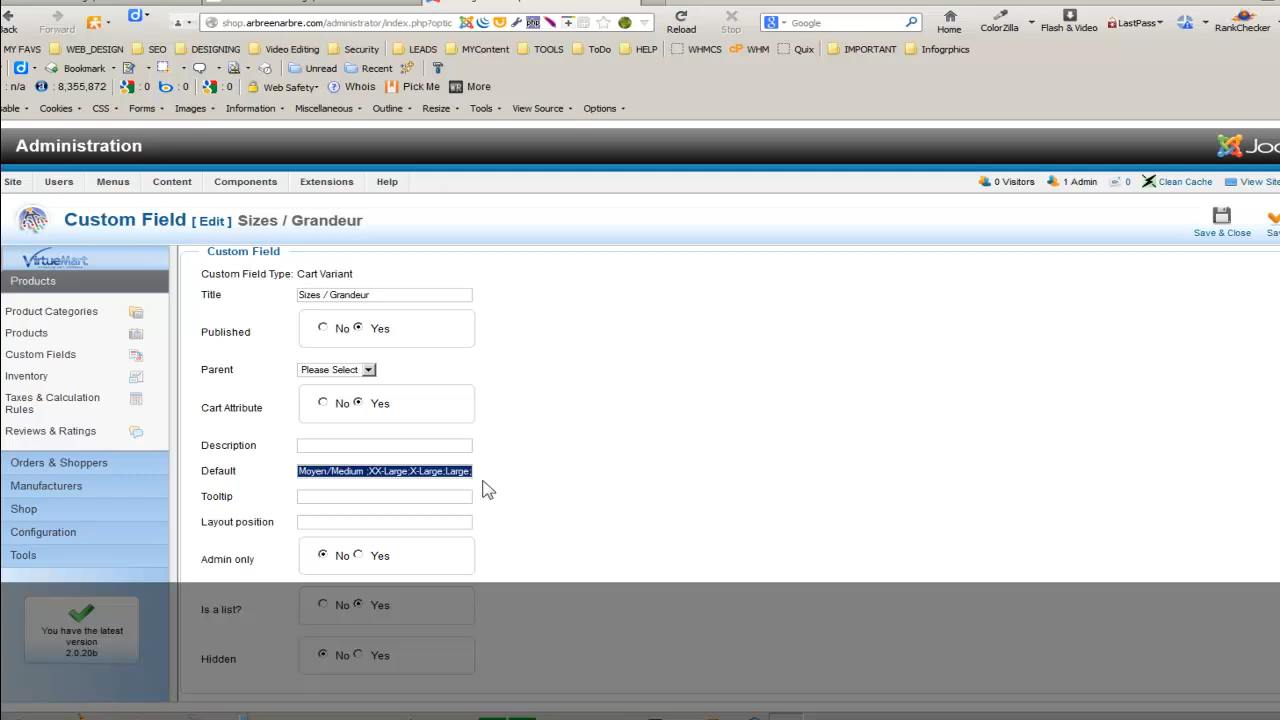 Back
Forward
shop.arbreenarbre.com/administrator/index.php?optic
Google
Reload
Stop
Home
ColorZilla
Flash & Video
LastPass
RankChecker
MY FAVS
WEB_DESIGN
SEO
DESIGNING
Video Editing
Security
LEADS
MYContent
TOOLS
ToDo
HELP
WHMCS
WHM
Quix
IMPORTANT
Infogrphics
Bookmark
Unread
Recent
: n/a
: 8,355,872
: 0
: 0
: 0
Web Safety
Whois
Pick Me
More
sable
Cookies
CSS
Forms
Images
Information
Miscellaneous
Outline
Resize
Tools
View Source
Options
Administration
Joo
Site
Users
Menus
Content
Components
Extensions
Help
0 Visitors
1 Admin
0
Clean Cache
View Site
Custom Field [ Edit ] Sizes / Grandeur
Save & Close
Sav
VirtueMart
Products
Product Categories
Products
Custom Fields
Inventory
Taxes & Calculation
Rules
Reviews & Ratings
Orders & Shoppers
Manufacturers
Shop
Configuration
Tools
You have the latest
version
2.0.20b
Custom Field
Custom Field Type: Cart Variant
Title Sizes / Grandeur
Published No Yes
Parent Please Select
Cart Attribute No Yes
Description
Default Moyen/Medium ;XX-Large;X-Large;Large;
Tooltip
Layout position
Admin only No Yes
Is a list? No Yes
Hidden No Yes